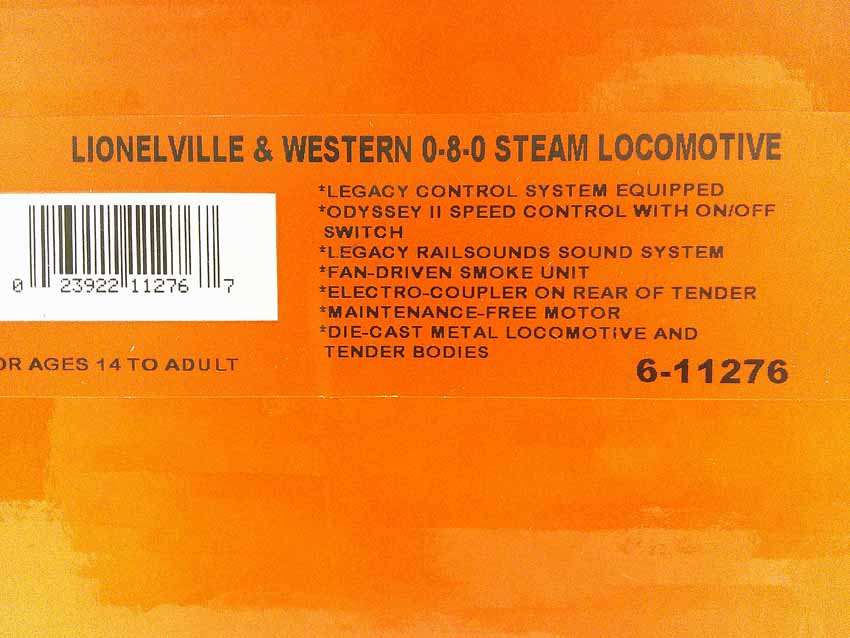 LIONELVILLE & WESTERN 0-8-0 STEAM LOCOMOTIVE
*LEGACY CONTROL SYSTEM EQUIPPED
*ODYSSEY II SPEED CONTROL WITH ON/OFF
SWITCH
*LEGACY RAILSOUNDS SOUND SYSTEM
*FAN-DRIVEN SMOKE UNIT
*ELECTRO-COUPLER ON REAR OF TENDER
*MAINTENANCE-FREE MOTOR
*DIE-CAST METAL LOCOMOTIVE AND
TENDER BODIES
0 23922 11276 7
OR AGES 14 TO ADULT
6-11276